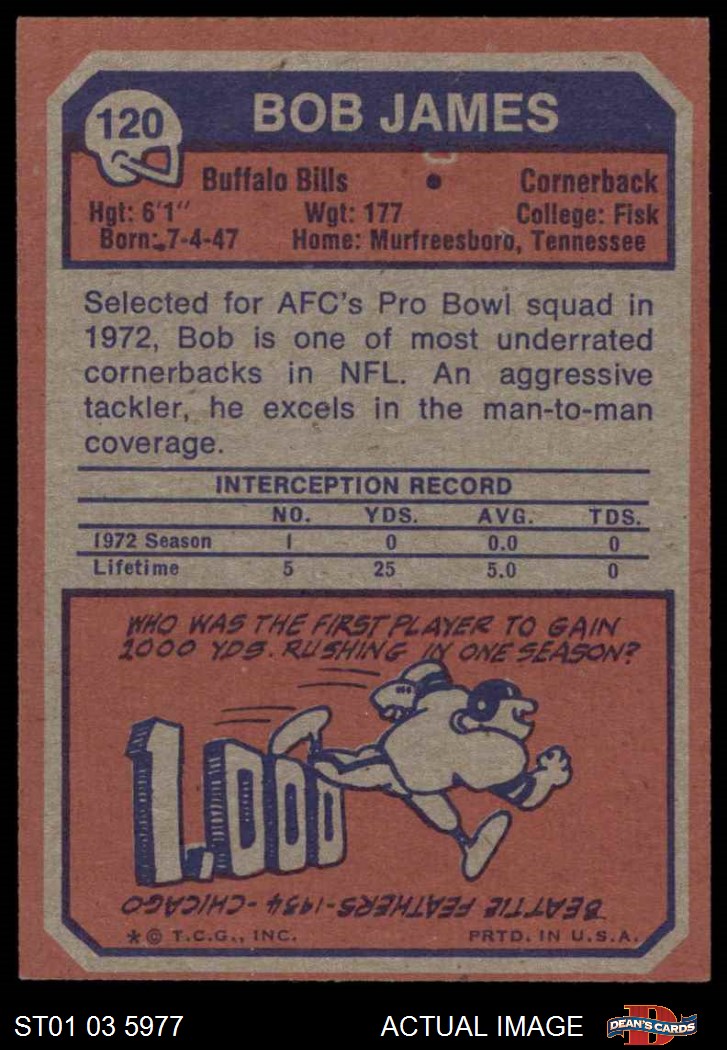 120
BOB JAMES
Buffalo Bills • Cornerback
Hgt: 6'1" Wgt: 177 College: Fisk
Born: 7-4-47 Home: Murfreesboro, Tennessee
Selected for AFC's Pro Bowl squad in
1972, Bob is one of most underrated
cornerbacks in NFL. An aggressive
tackler, he excels in the man-to-man
coverage.
INTERCEPTION RECORD
NO. YDS. AVG. TDS.
1972 Season 1 0 0.0 0
Lifetime 5 25 5.0 0
WHO WAS THE FIRST PLAYER TO GAIN
1000 YDS. RUSHING IN ONE SEASON?
1,000
BEATTIE FEATHERS-1934-CHICAGO
*© T.C.G., INC. PRTD. IN U.S.A.
ST01 03 5977 ACTUAL IMAGE D DEAN'S CARDS